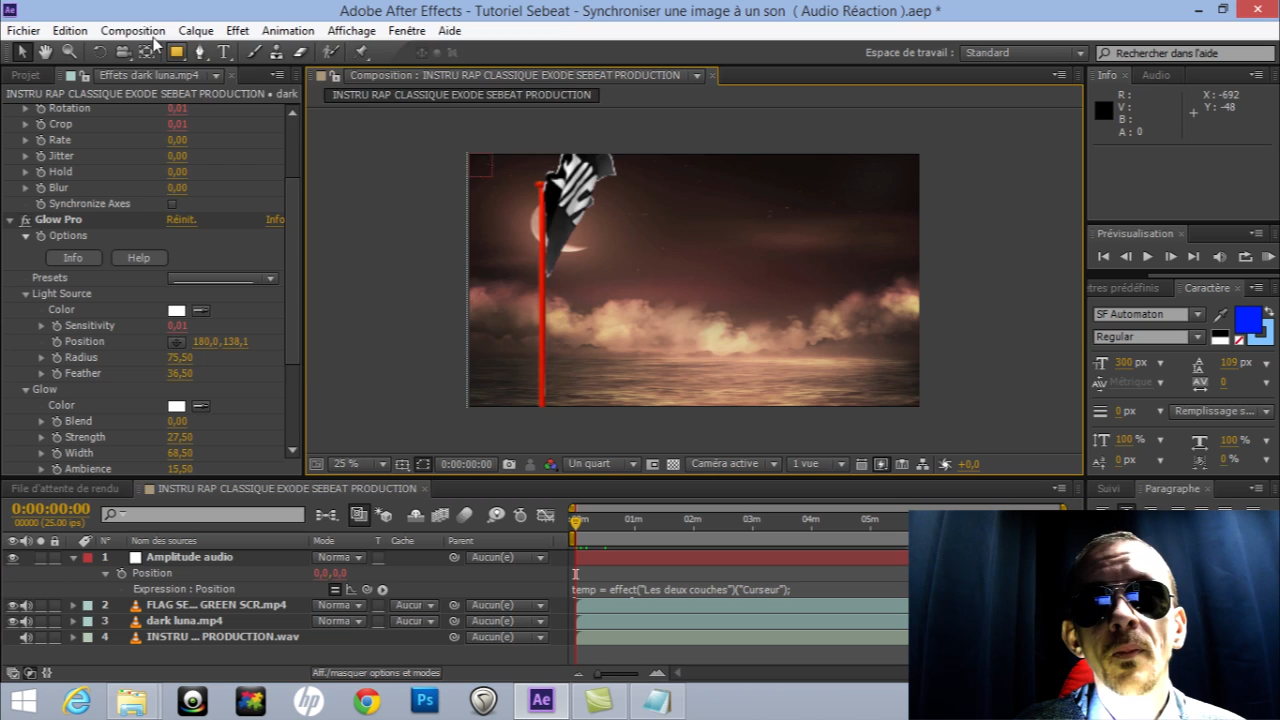 Adobe After Effects - Tutoriel Sebeat - Synchroniser une image à un son ( Audio Réaction ).aep *
Fichier Edition Composition Calque Effet Animation Affichage Fenêtre Aide
Espace de travail : Standard Rechercher dans l'aide
Projet Effets dark luna.mp4
INSTRU RAP CLASSIQUE EXODE SEBEAT PRODUCTION • dark
Rotation 0,01
Crop 0,01
Rate 0,00
Jitter 0,00
Hold 0,00
Blur 0,00
Synchronize Axes
fx Glow Pro Réinit. Info
Options
Info Help
Presets
Light Source
Color
Sensitivity 0,01
Position 180,0,138,1
Radius 75,50
Feather 36,50
Glow
Color
Blend 0,00
Strength 27,50
Width 68,50
Ambience 15,50
Composition : INSTRU RAP CLASSIQUE EXODE SEBEAT PRODUCTION
INSTRU RAP CLASSIQUE EXODE SEBEAT PRODUCTION
25 % 0:00:00:00 Un quart Caméra active 1 vue +0,0
Info Audio
R : X : -692
V : Y : -48
B :
A : 0
Prévisualisation
tres prédéfinis Caractère
SF Automaton
Regular
300 px 109 px
Métrique 0
0 px Remplissage s...
100 % 100 %
0 px 0 %
Suivi Paragraphe
File d'attente de rendu INSTRU RAP CLASSIQUE EXODE SEBEAT PRODUCTION
0:00:00:00
00000 (25.00 ips)
01m 02m 03m 04m 05m
N° Nom des sources Mode T Cache Parent
1 Amplitude audio Norma Aucun(e)
Position 0,0,0,0
Expression : Position temp = effect("Les deux couches")("Curseur");
2 FLAG SE... GREEN SCR.mp4 Norma Aucur Aucun(e)
3 dark luna.mp4 Norma Aucur Aucun(e)
4 INSTRU ... PRODUCTION.wav Aucun(e)
Aff./masquer options et modes
hp Ps Ae